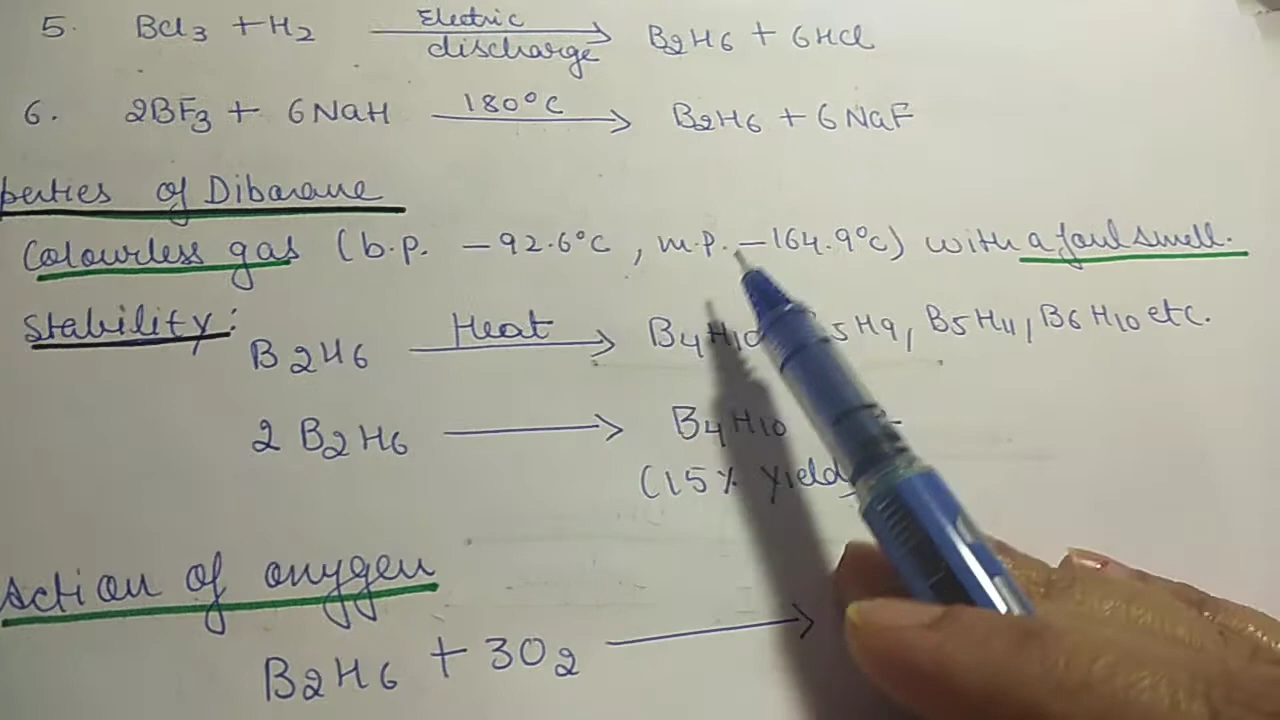 5. BCl3 + H2 Electric discharge → B2H6 + 6HCl
6. 2BF3 + 6NaH 180°C → B2H6 + 6NaF
perties of Diborane
Colourless gas (b.p. -92.6°C, m.p. -164.9°C) with a foul smell.
Stability:
B2H6 Heat → B4H10 5H9, B5H11, B6H10 etc.
2 B2H6 → B4H10
(15% Yield)
Action of oxygen
B2H6 + 3O2 →